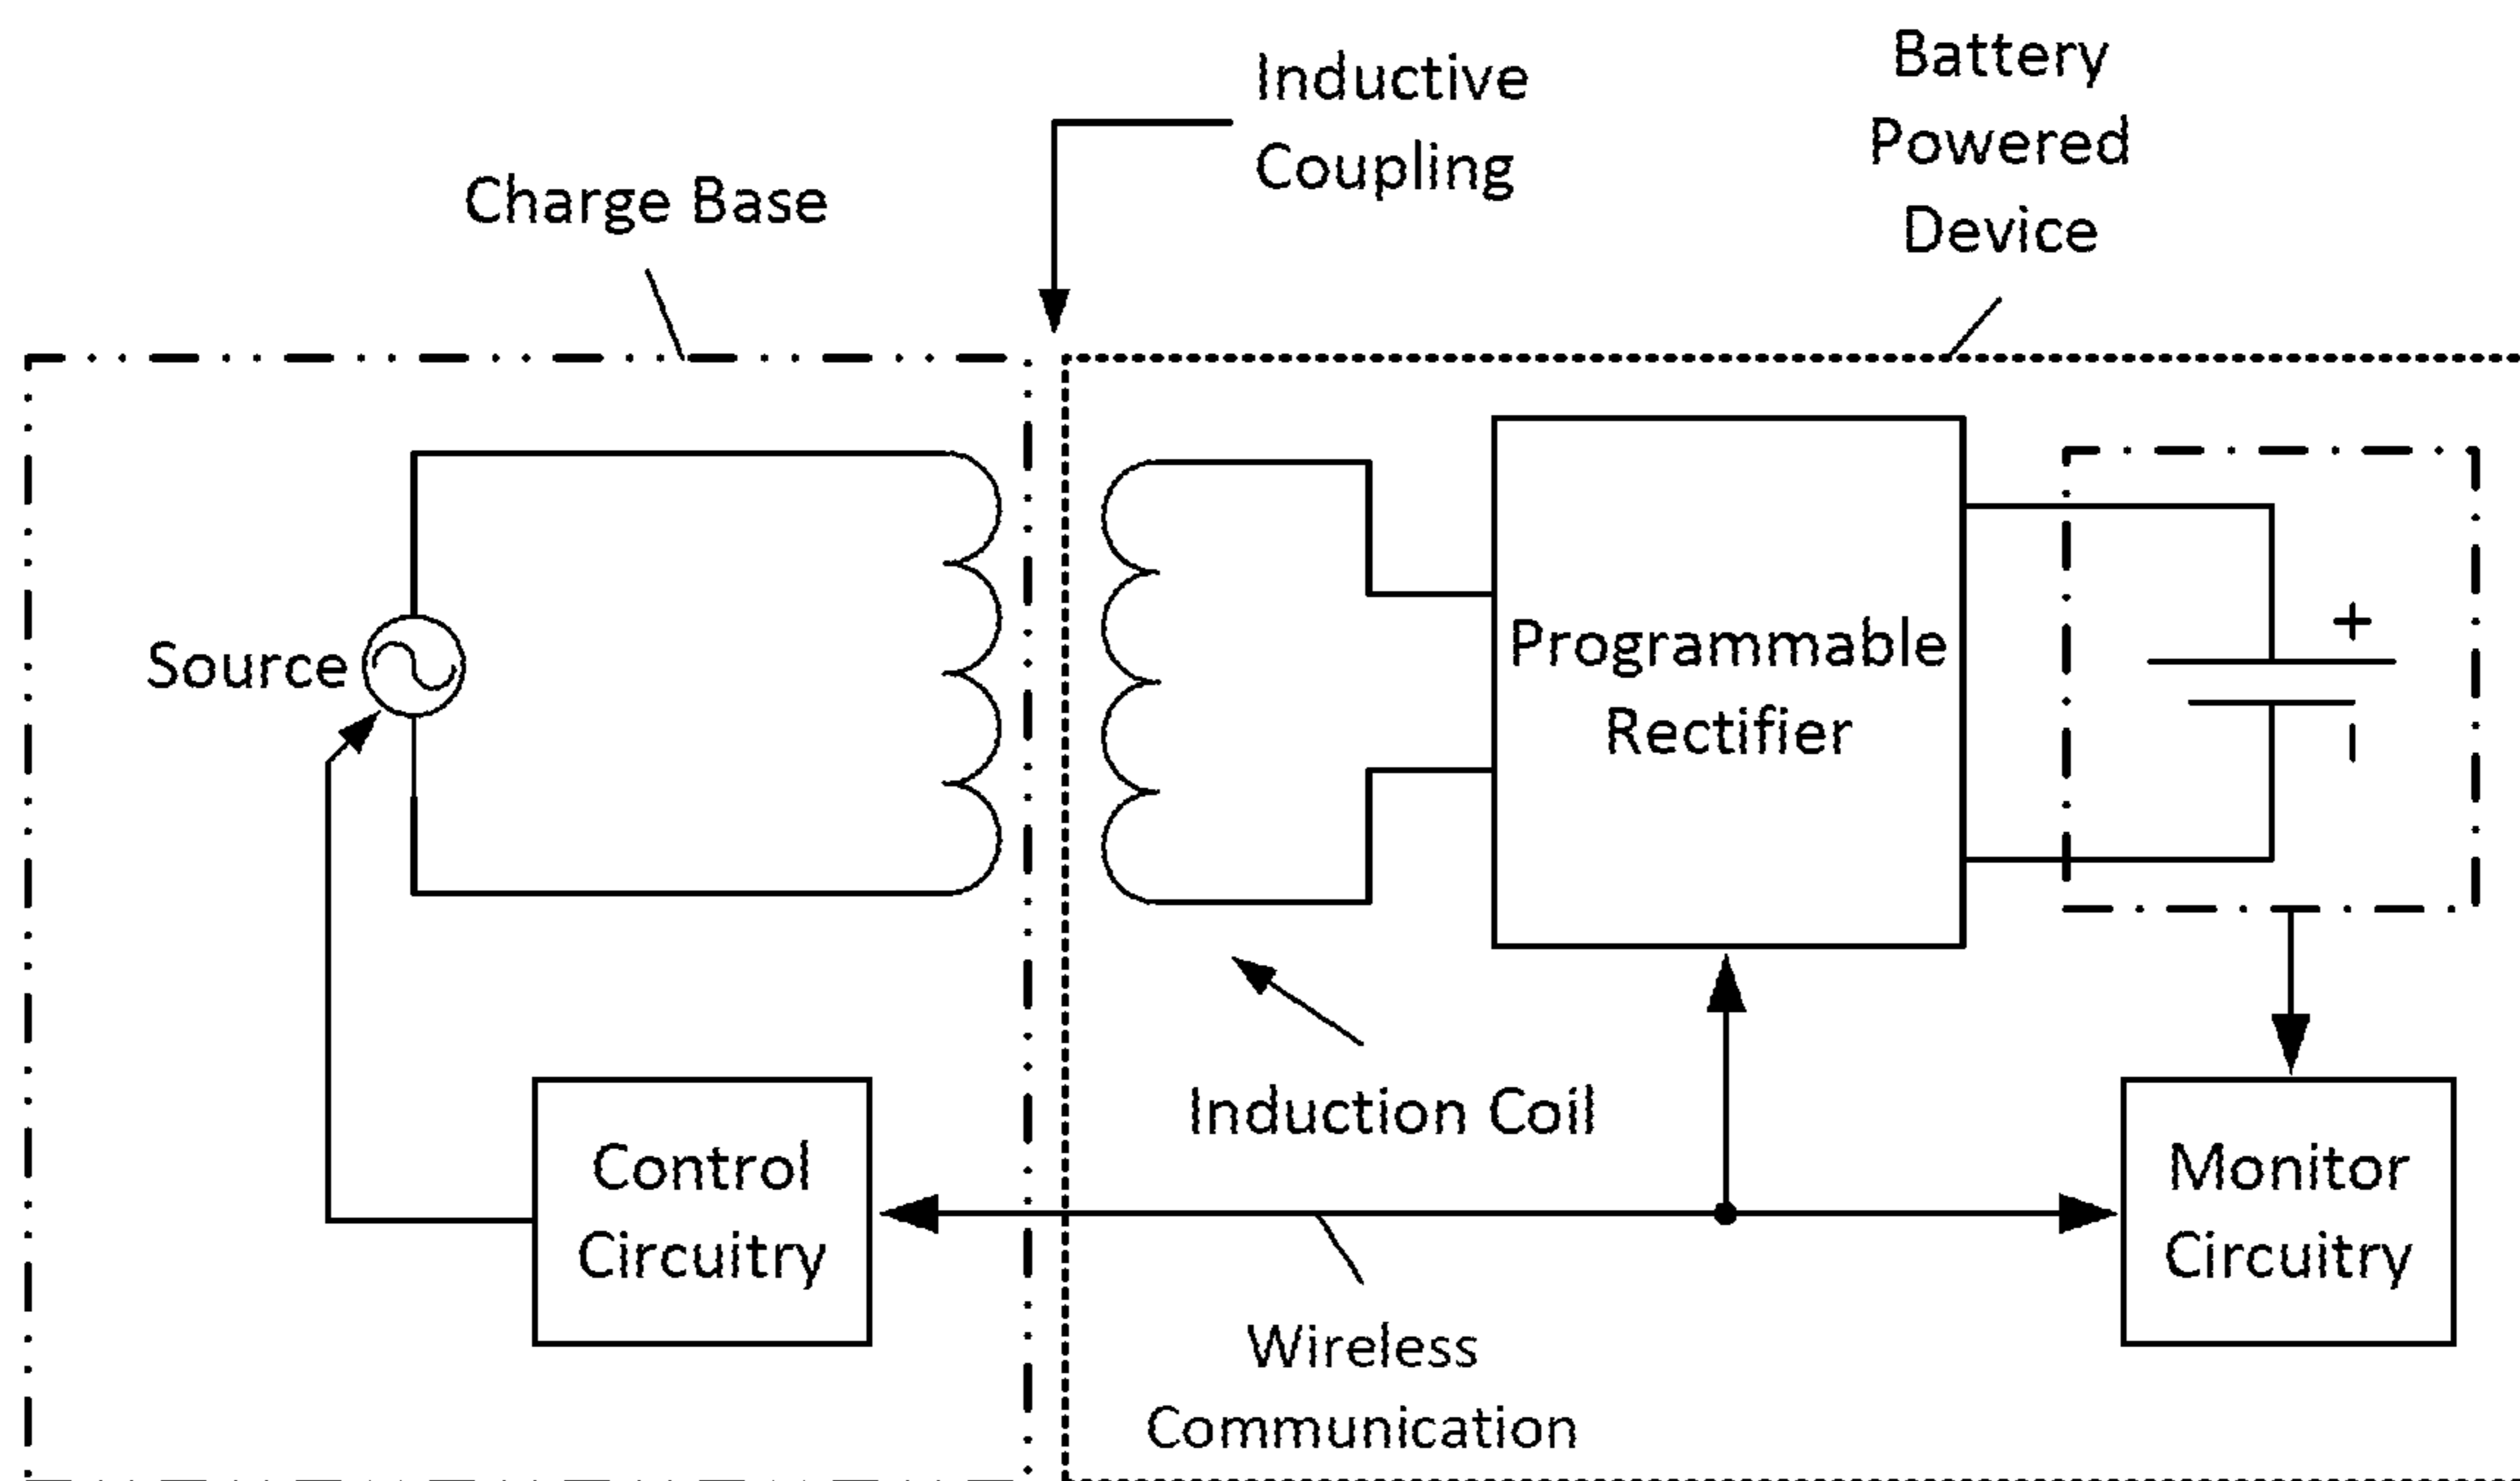 Inductive
Coupling
Battery
Powered
Device
Charge Base
Source
Programmable
Rectifier
+
Induction Coil
Control
Circuitry
Monitor
Circuitry
Wireless
Communication